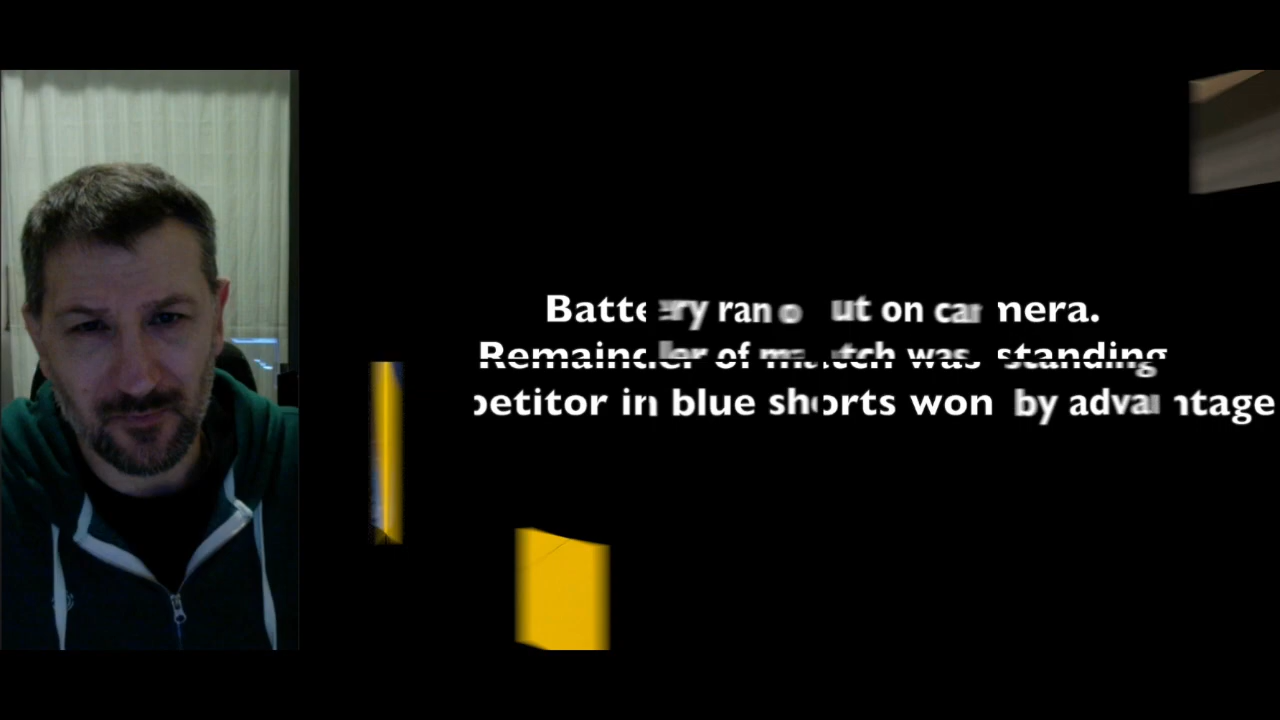 Battery ran out on camera.
Remainder of match was standing
petitor in blue shorts won by advantage